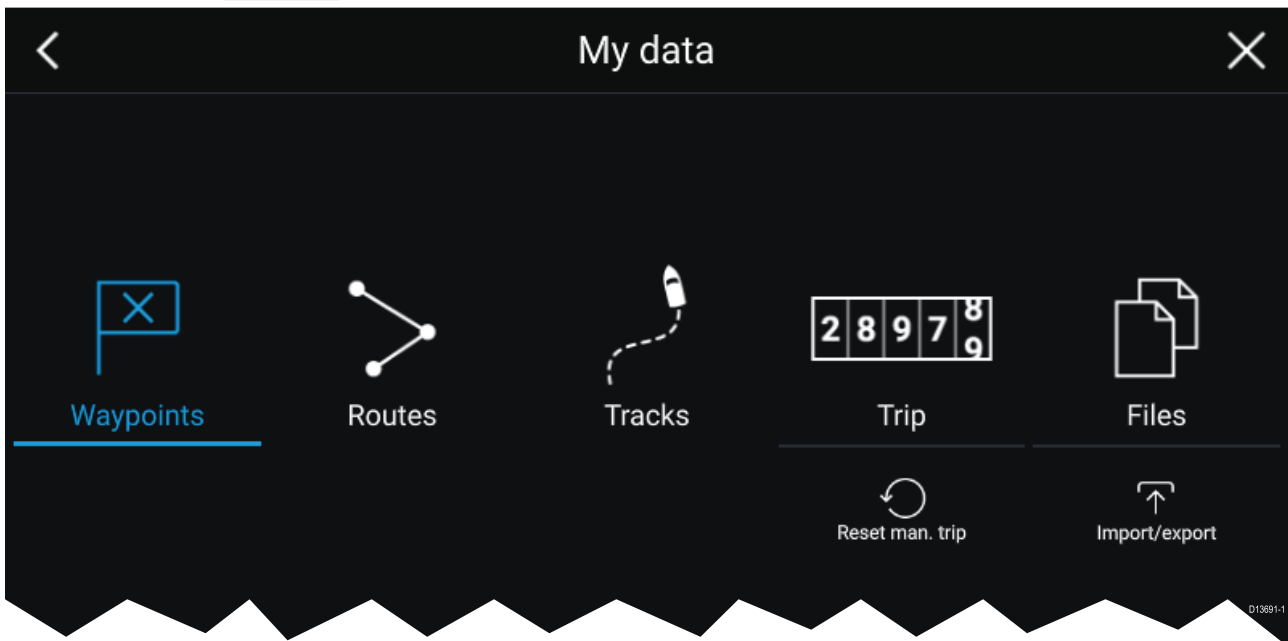 My data
2 8 9 7 8
9
Waypoints
Routes
Tracks
Trip
Files
Reset man. trip
Import/export
D13691-1